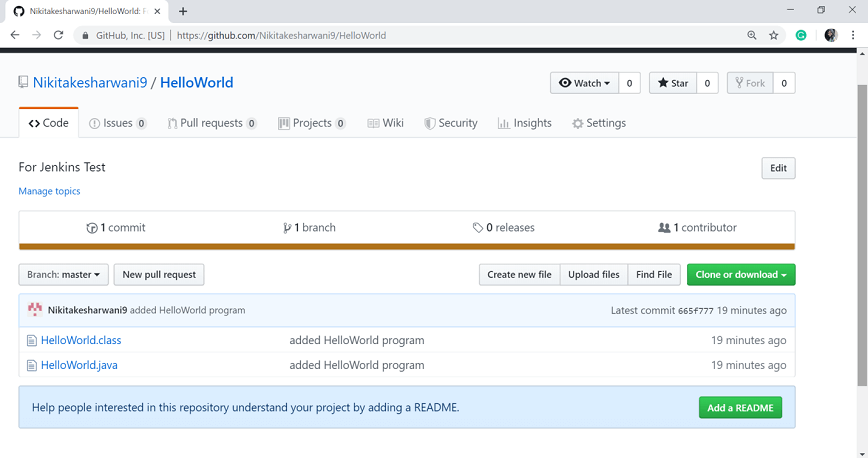 Nikitakesharwani9/HelloWorld: F
GitHub, Inc. [US] | https://github.com/Nikitakesharwani9/HelloWorld
Nikitakesharwani9 / HelloWorld
Watch 0 Star 0 Fork 0
Code Issues 0 Pull requests 0 Projects 0 Wiki Security Insights Settings
For Jenkins Test Edit
Manage topics
1 commit 1 branch 0 releases 1 contributor
Branch: master New pull request Create new file Upload files Find File Clone or download
Nikitakesharwani9 added HelloWorld program Latest commit 665f777 19 minutes ago
HelloWorld.class added HelloWorld program 19 minutes ago
HelloWorld.java added HelloWorld program 19 minutes ago
Help people interested in this repository understand your project by adding a README. Add a README